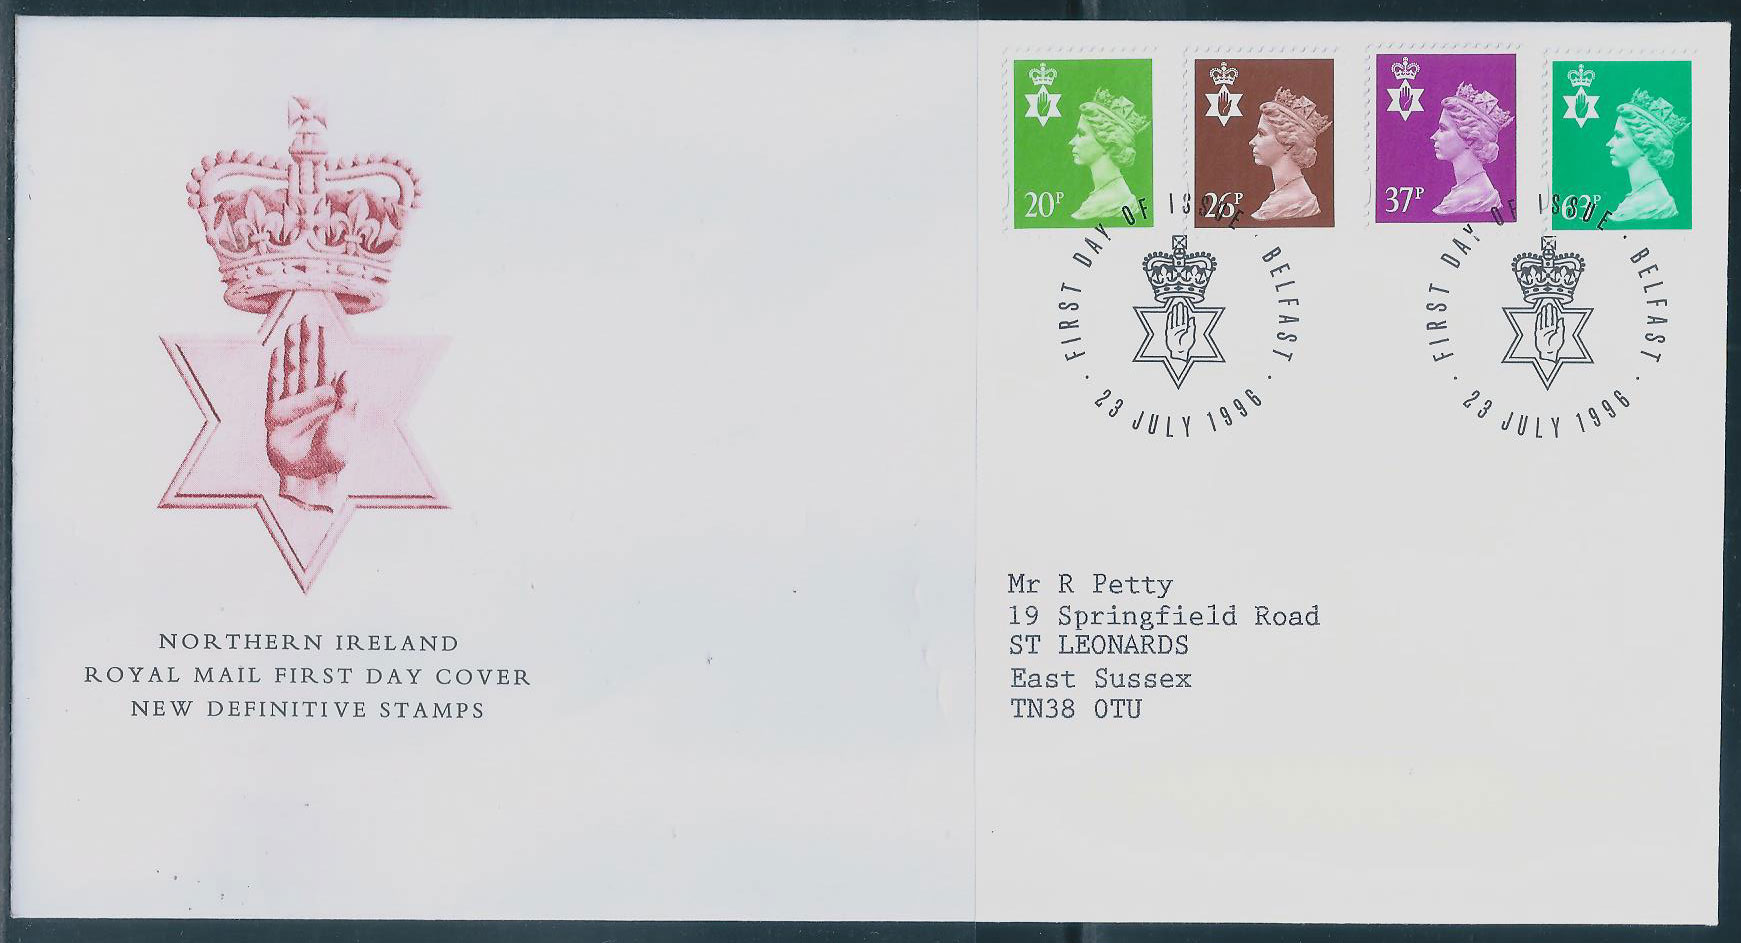 20P
26P
37P
63P
FIRST DAY OF ISSUE · BELFAST
· 23 JULY 1996 ·
FIRST DAY OF ISSUE · BELFAST
· 23 JULY 1996 ·
Mr R Petty
19 Springfield Road
ST LEONARDS
East Sussex
TN38 0TU
NORTHERN IRELAND
ROYAL MAIL FIRST DAY COVER
NEW DEFINITIVE STAMPS